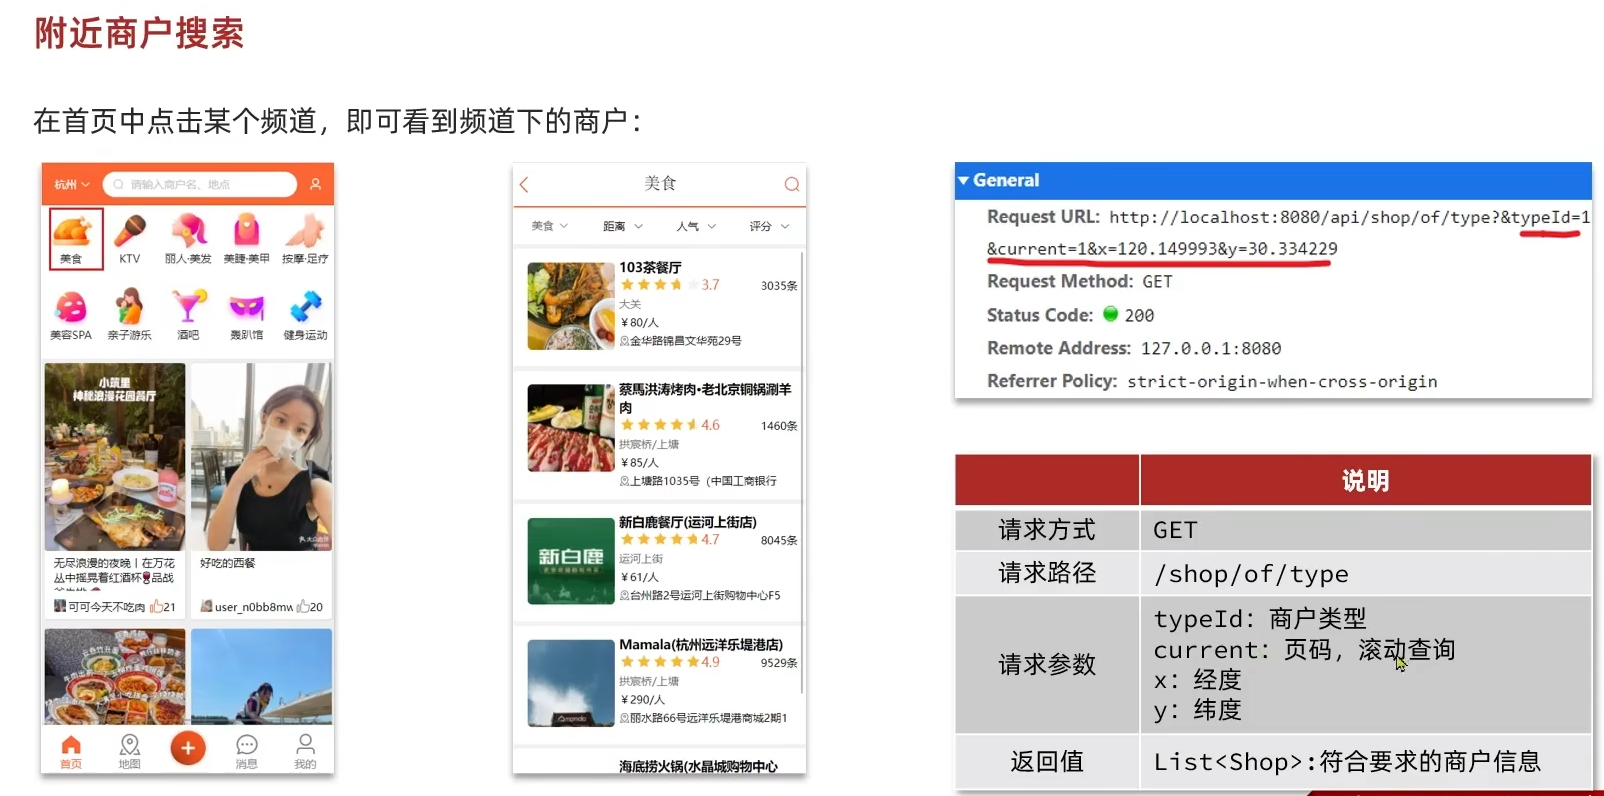 附近商户搜索
在首页中点击某个频道，即可看到频道下的商户：
杭州
请输入商户名、地点
美食
KTV
丽人·美发
美睫·美甲
按摩·足疗
美容SPA
亲子游乐
酒吧
轰趴馆
健身运动
小筑里
神秘浪漫花园餐厅
无尽浪漫的夜晚丨在万花
丛中摇晃着红酒杯🍷品战
可可今天不吃肉
21
好吃的西餐
user_n0bb8mw
20
首页
地图
消息
我的
美食
美食
距离
人气
评分
103茶餐厅
3.7
3035条
大关
￥80/人
金华路锦昌文华苑29号
蔡馬洪涛烤肉·老北京铜锅涮羊
肉
4.6
1460条
拱宸桥/上塘
￥85/人
上塘路1035号（中国工商银行
新白鹿
新白鹿餐厅(运河上街店)
4.7
8045条
运河上街
￥61/人
台州路2号运河上街购物中心F5
Mamala(杭州远洋乐堤港店)
4.9
9529条
拱宸桥/上塘
￥290/人
丽水路66号远洋乐堤港商城2期1
海底捞火锅(水晶城购物中心
General
Request URL: http://localhost:8080/api/shop/of/type?&typeId=1
&current=1&x=120.149993&y=30.334229
Request Method: GET
Status Code: 200
Remote Address: 127.0.0.1:8080
Referrer Policy: strict-origin-when-cross-origin
说明
请求方式
GET
请求路径
/shop/of/type
请求参数
typeId：商户类型
current：页码，滚动查询
x：经度
y：纬度
返回值
List<Shop>:符合要求的商户信息